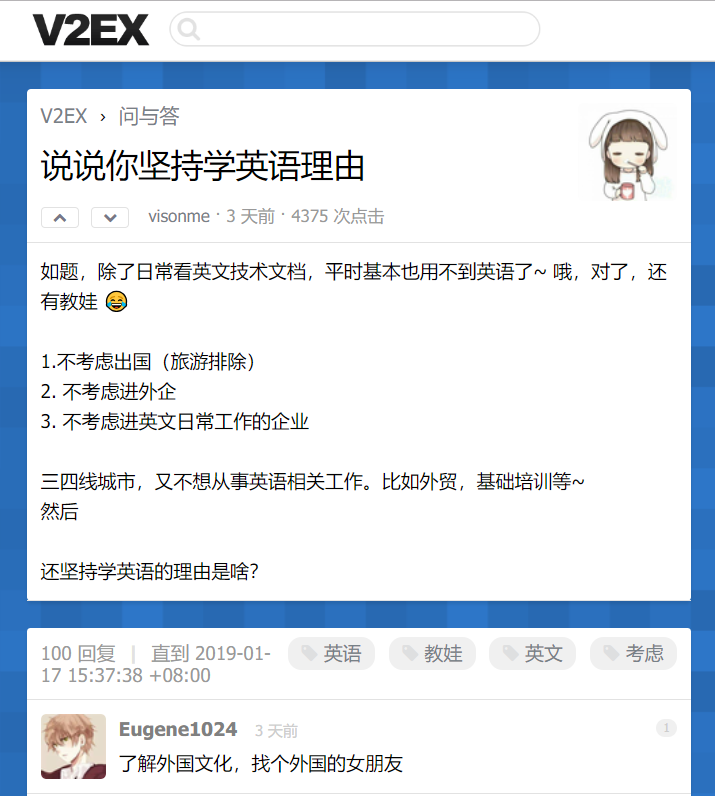 V2EX
V2EX › 问与答
说说你坚持学英语理由
visonme · 3 天前 · 4375 次点击
如题，除了日常看英文技术文档，平时基本也用不到英语了~ 哦，对了，还
有教娃 😂
1.不考虑出国（旅游排除）
2. 不考虑进外企
3. 不考虑进英文日常工作的企业
三四线城市，又不想从事英语相关工作。比如外贸，基础培训等~
然后
还坚持学英语的理由是啥？
100 回复 | 直到 2019-01-
17 15:37:38 +08:00
英语 教娃 英文 考虑
Eugene1024 3 天前 1
了解外国文化，找个外国的女朋友